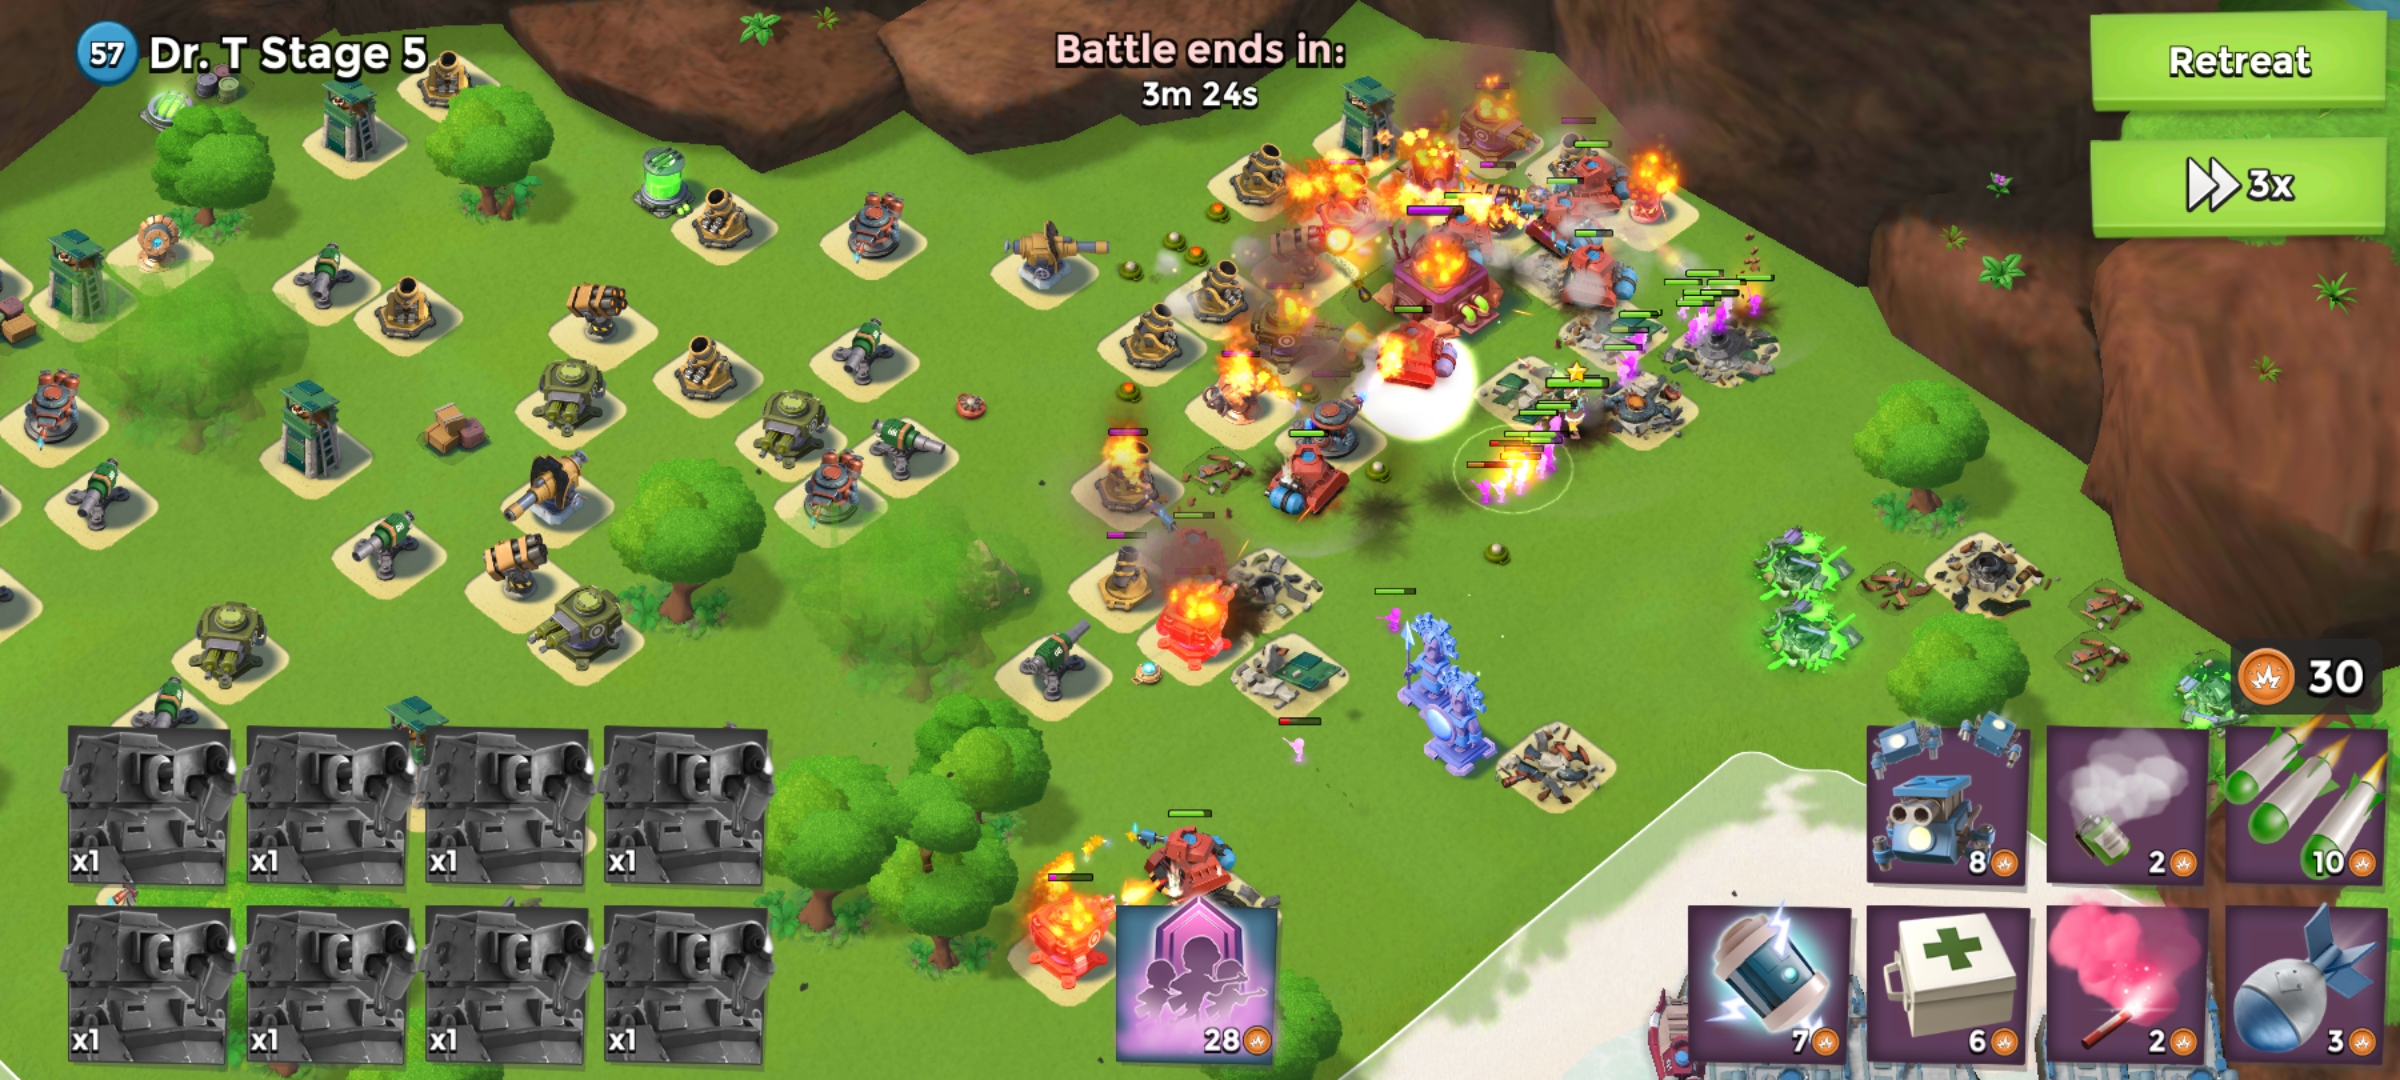 57 Dr. T Stage 5
Battle ends in:
3m 24s
Retreat
3x
30
8
2
10
x1
x1
x1
x1
x1
x1
x1
x1
28
7
6
2
3